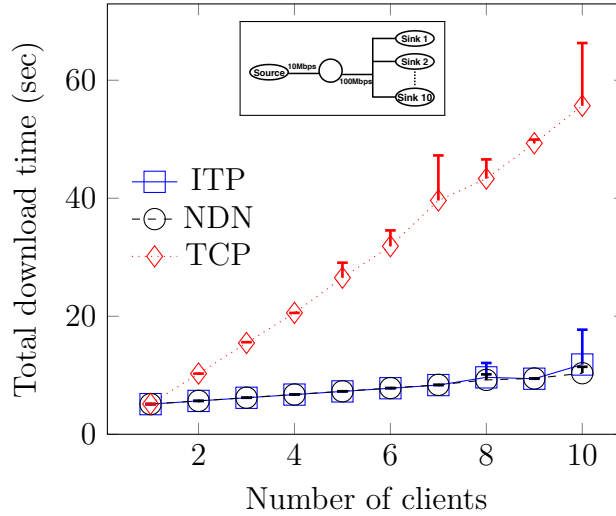 Total download time (sec)
60
40
20
0
Source
10Mbps
100Mbps
Sink 1
Sink 2
Sink 10
ITP
NDN
TCP
2 4 6 8 10
Number of clients